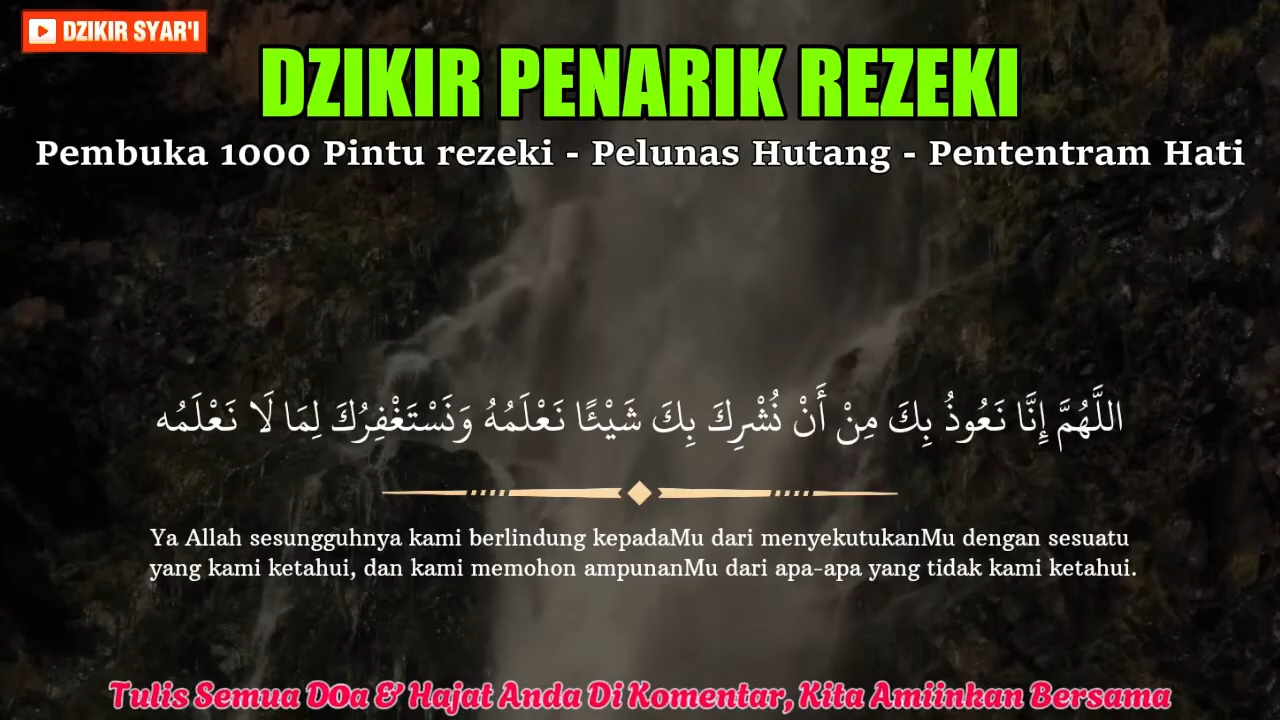 DZIKIR SYAR'I
DZIKIR PENARIK REZEKI
Pembuka 1000 Pintu rezeki - Pelunas Hutang - Pententram Hati
اللَّهُمَّ إِنَّا نَعُوذُ بِكَ مِنْ أَنْ نُشْرِكَ بِكَ شَيْئًا نَعْلَمُهُ وَنَسْتَغْفِرُكَ لِمَا لَا نَعْلَمُه
Ya Allah sesungguhnya kami berlindung kepadaMu dari menyekutukanMu dengan sesuatu
yang kami ketahui, dan kami memohon ampunanMu dari apa-apa yang tidak kami ketahui.
Tulis Semua DOa & Hajat Anda Di Komentar, Kita Amiinkan Bersama